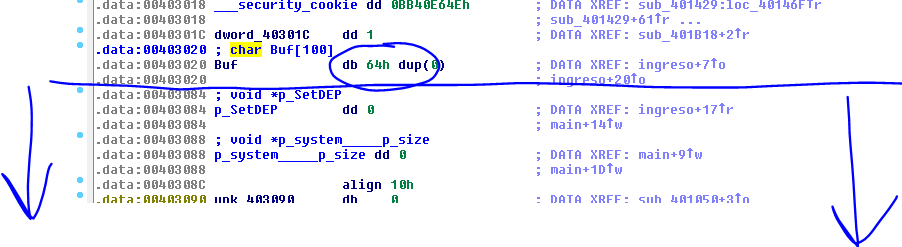 .data:00403018 ___security_cookie dd 0BB40E64Eh ; DATA XREF: sub_401429:loc_40146F↑r
.data:00403018 ; sub_401429+61↑r ...
.data:0040301C dword_40301C dd 1 ; DATA XREF: sub_401B18+2↑r
.data:00403020 ; char Buf[100]
.data:00403020 Buf db 64h dup(0) ; DATA XREF: ingreso+7↑o
.data:00403020 ; ingreso+20↑o
.data:00403084 ; void *p_SetDEP
.data:00403084 p_SetDEP dd 0 ; DATA XREF: ingreso+17↑r
.data:00403084 ; main+14↑w
.data:00403088 ; void *p_system_____p_size
.data:00403088 p_system_____p_size dd 0 ; DATA XREF: main+9↑w
.data:00403088 ; main+1D↑w
.data:0040308C align 10h
.data:00403090 unk_403090 db 0 ; DATA XREF: sub_401050+3↑o